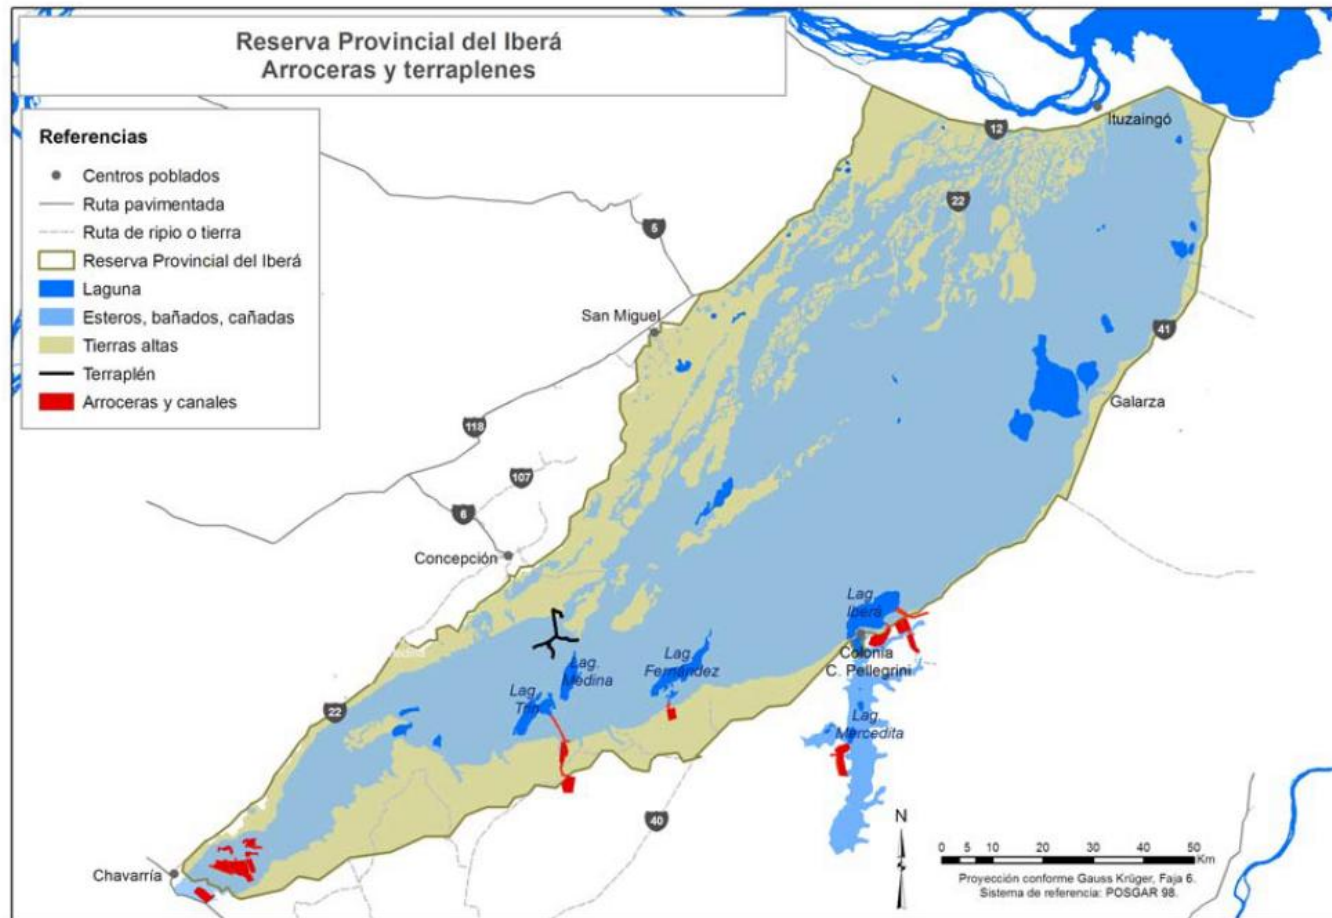 Reserva Provincial del Iberá
Arroceras y terraplenes
Referencias
Centros poblados
Ruta pavimentada
Ruta de ripio o tierra
Reserva Provincial del Iberá
Laguna
Esteros, bañados, cañadas
Tierras altas
Terraplén
Arroceras y canales
12
Ituzaingó
22
5
San Miguel
41
Galarza
118
107
6
Concepción
Lag.
Iberá
Colonia
C. Pellegrini
Lag.
Medina
Lag.
Fernández
Lag.
Trin
22
Lag.
Mercedita
40
N
Chavarría
0 5 10 20 30 40 50
Km
Proyección conforme Gauss Krüger, Faja 6.
Sistema de referencia: POSGAR 98.